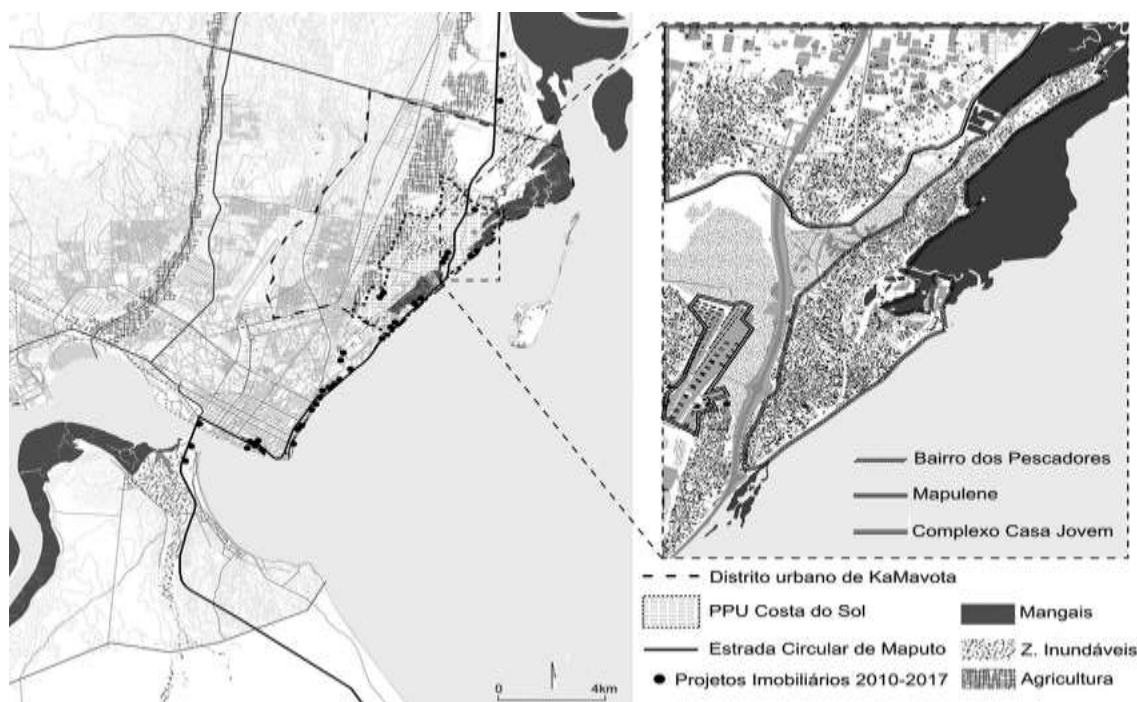 Bairro dos Pescadores
Mapulene
Complexo Casa Jovem
Distrito urbano de KaMavota
PPU Costa do Sol
Mangais
Estrada Circular de Maputo
Z. Inundáveis
Projetos Imobiliários 2010-2017
Agricultura
0 4km